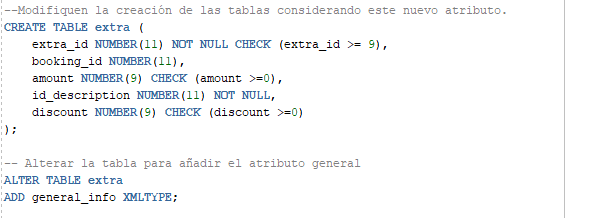 --Modifiquen la creación de las tablas considerando este nuevo atributo.
CREATE TABLE extra (
    extra_id NUMBER(11) NOT NULL CHECK (extra_id >= 9),
    booking_id NUMBER(11),
    amount NUMBER(9) CHECK (amount >=0),
    id_description NUMBER(11) NOT NULL,
    discount NUMBER(9) CHECK (discount >=0)
);
-- Alterar la tabla para añadir el atributo general
ALTER TABLE extra
ADD general_info XMLTYPE;